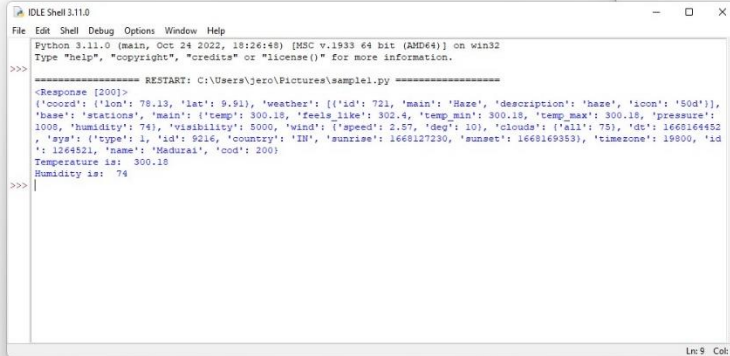 IDLE Shell 3.11.0
File Edit Shell Debug Options Window Help
Python 3.11.0 (main, Oct 24 2022, 18:26:48) [MSC v.1933 64 bit (AMD64)] on win32
Type "help", "copyright", "credits" or "license()" for more information.
>>>
================== RESTART: C:\Users\jero\Pictures\sample1.py ==================
<Response [200]>
{'coord': {'lon': 78.13, 'lat': 9.91}, 'weather': [{'id': 721, 'main': 'Haze', 'description': 'haze', 'icon': '50d'}],
'base': 'stations', 'main': {'temp': 300.18, 'feels_like': 302.4, 'temp_min': 300.18, 'temp_max': 300.18, 'pressure':
1008, 'humidity': 74}, 'visibility': 5000, 'wind': {'speed': 2.57, 'deg': 10}, 'clouds': {'all': 75}, 'dt': 1668164452
, 'sys': {'type': 1, 'id': 9216, 'country': 'IN', 'sunrise': 1668127230, 'sunset': 1668169353}, 'timezone': 19800, 'id
': 1264521, 'name': 'Madurai', 'cod': 200}
Temperature is:  300.18
Humidity is:  74
>>>
Ln: 9 Col: